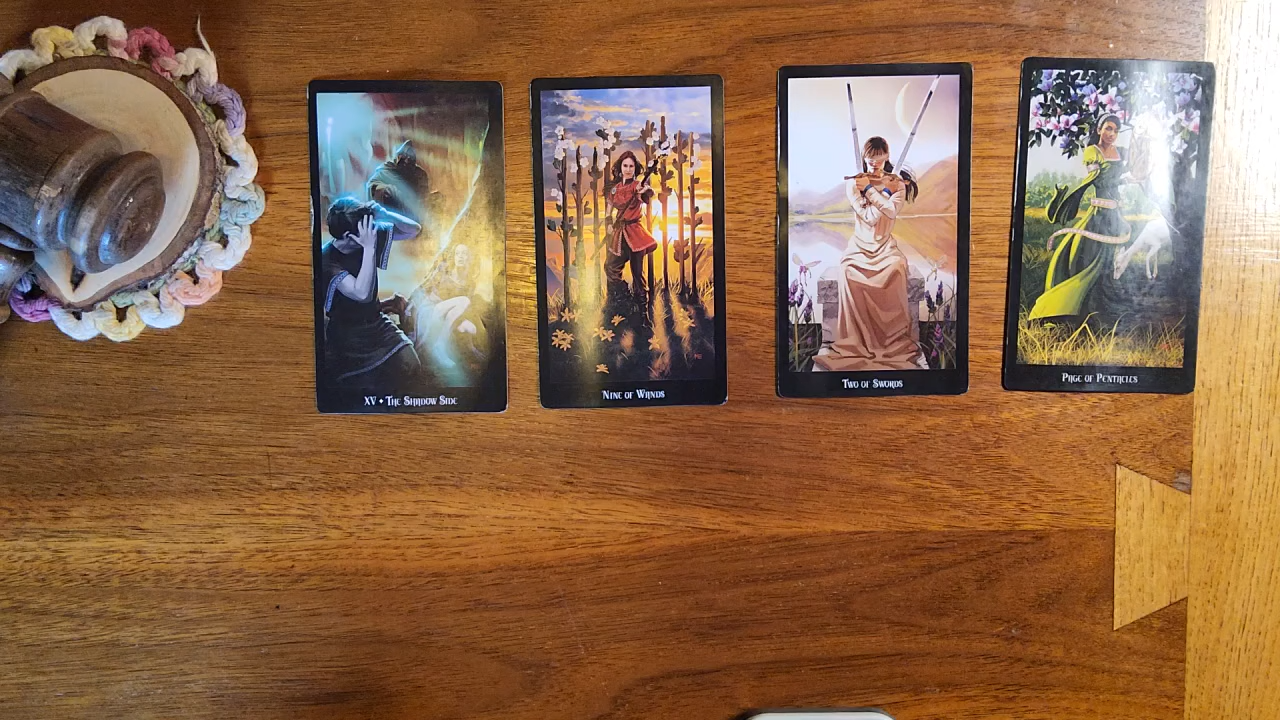 XV ✦ The Shadow Side
Nine of Wands
Two of Swords
Page of Pentacles